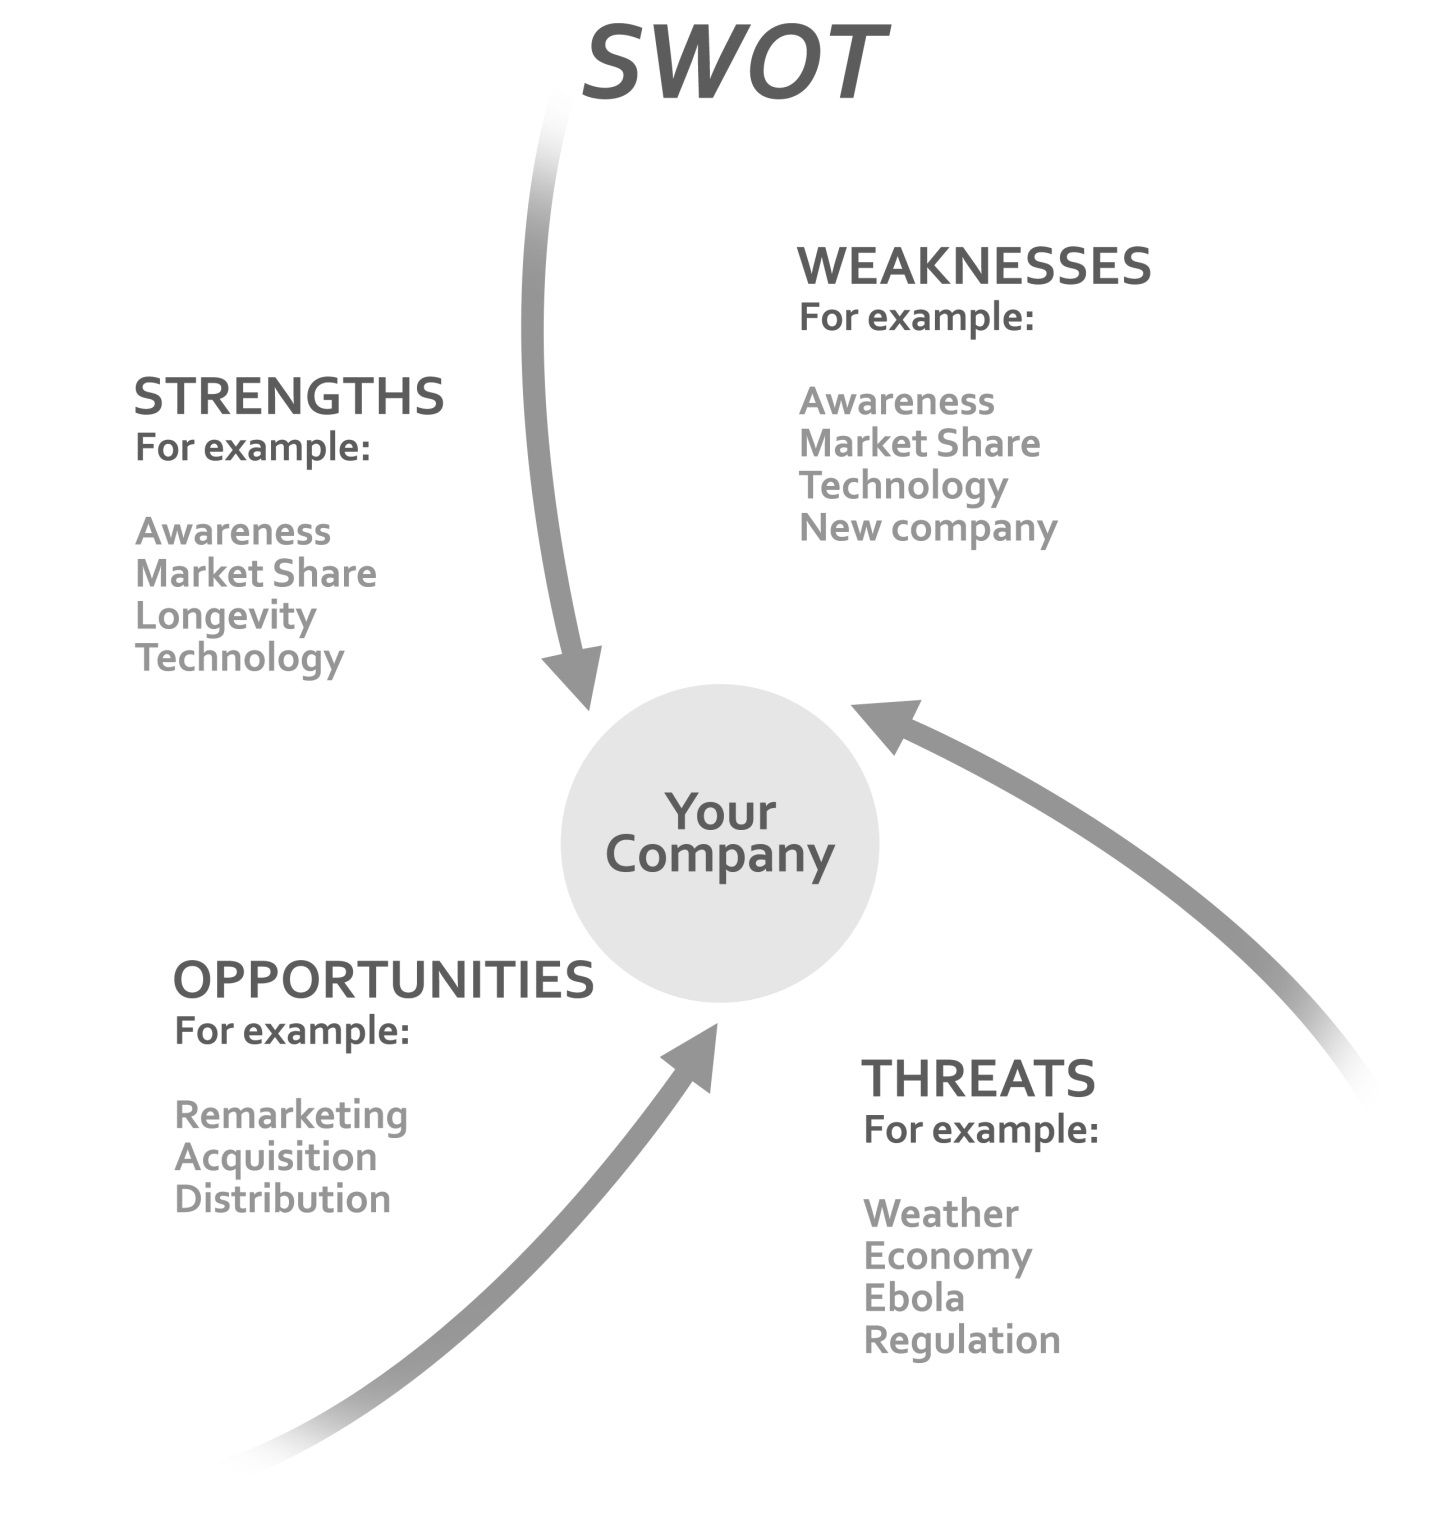 SWOT
STRENGTHS
For example:
Awareness
Market Share
Longevity
Technology
WEAKNESSES
For example:
Awareness
Market Share
Technology
New company
Your
Company
OPPORTUNITIES
For example:
Remarketing
Acquisition
Distribution
THREATS
For example:
Weather
Economy
Ebola
Regulation